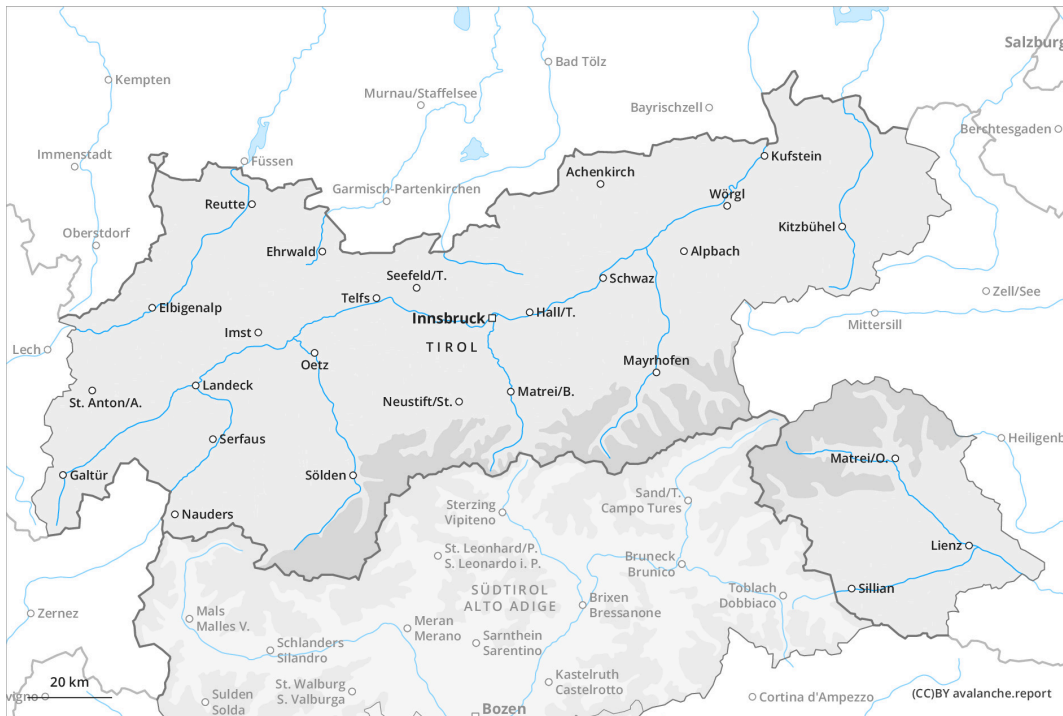 Salzburg
Kempten
Bad Tölz
Murnau/Staffelsee
Bayrischzell
Berchtesgaden
Immenstadt
Füssen
Kufstein
Achenkirch
Garmisch-Partenkirchen
Reutte
Wörgl
Oberstdorf
Kitzbühel
Ehrwald
Alpbach
Seefeld/T.
Schwaz
Zell/See
Telfs
Elbigenalp
Hall/T.
Innsbruck
Mittersill
Imst
TIROL
Lech
Oetz
Mayrhofen
Landeck
St. Anton/A.
Matrei/B.
Neustift/St.
Serfaus
Heiligenb
Matrei/O.
Galtür
Sölden
Sand/T.
Campo Tures
Sterzing
Vipiteno
Nauders
Lienz
St. Leonhard/P.
S. Leonardo i. P.
Bruneck
Brunico
SÜDTIROL
ALTO ADIGE
Sillian
Toblach
Dobbiaco
Brixen
Bressanone
Zernez
Mals
Malles V.
Meran
Merano
Sarnthein
Sarentino
Schlanders
Silandro
Kastelruth
Castelrotto
20 km
St. Walburg
S. Valburga
Sulden
Solda
vigno
Cortina d'Ampezzo
(CC)BY avalanche.report
Bozen